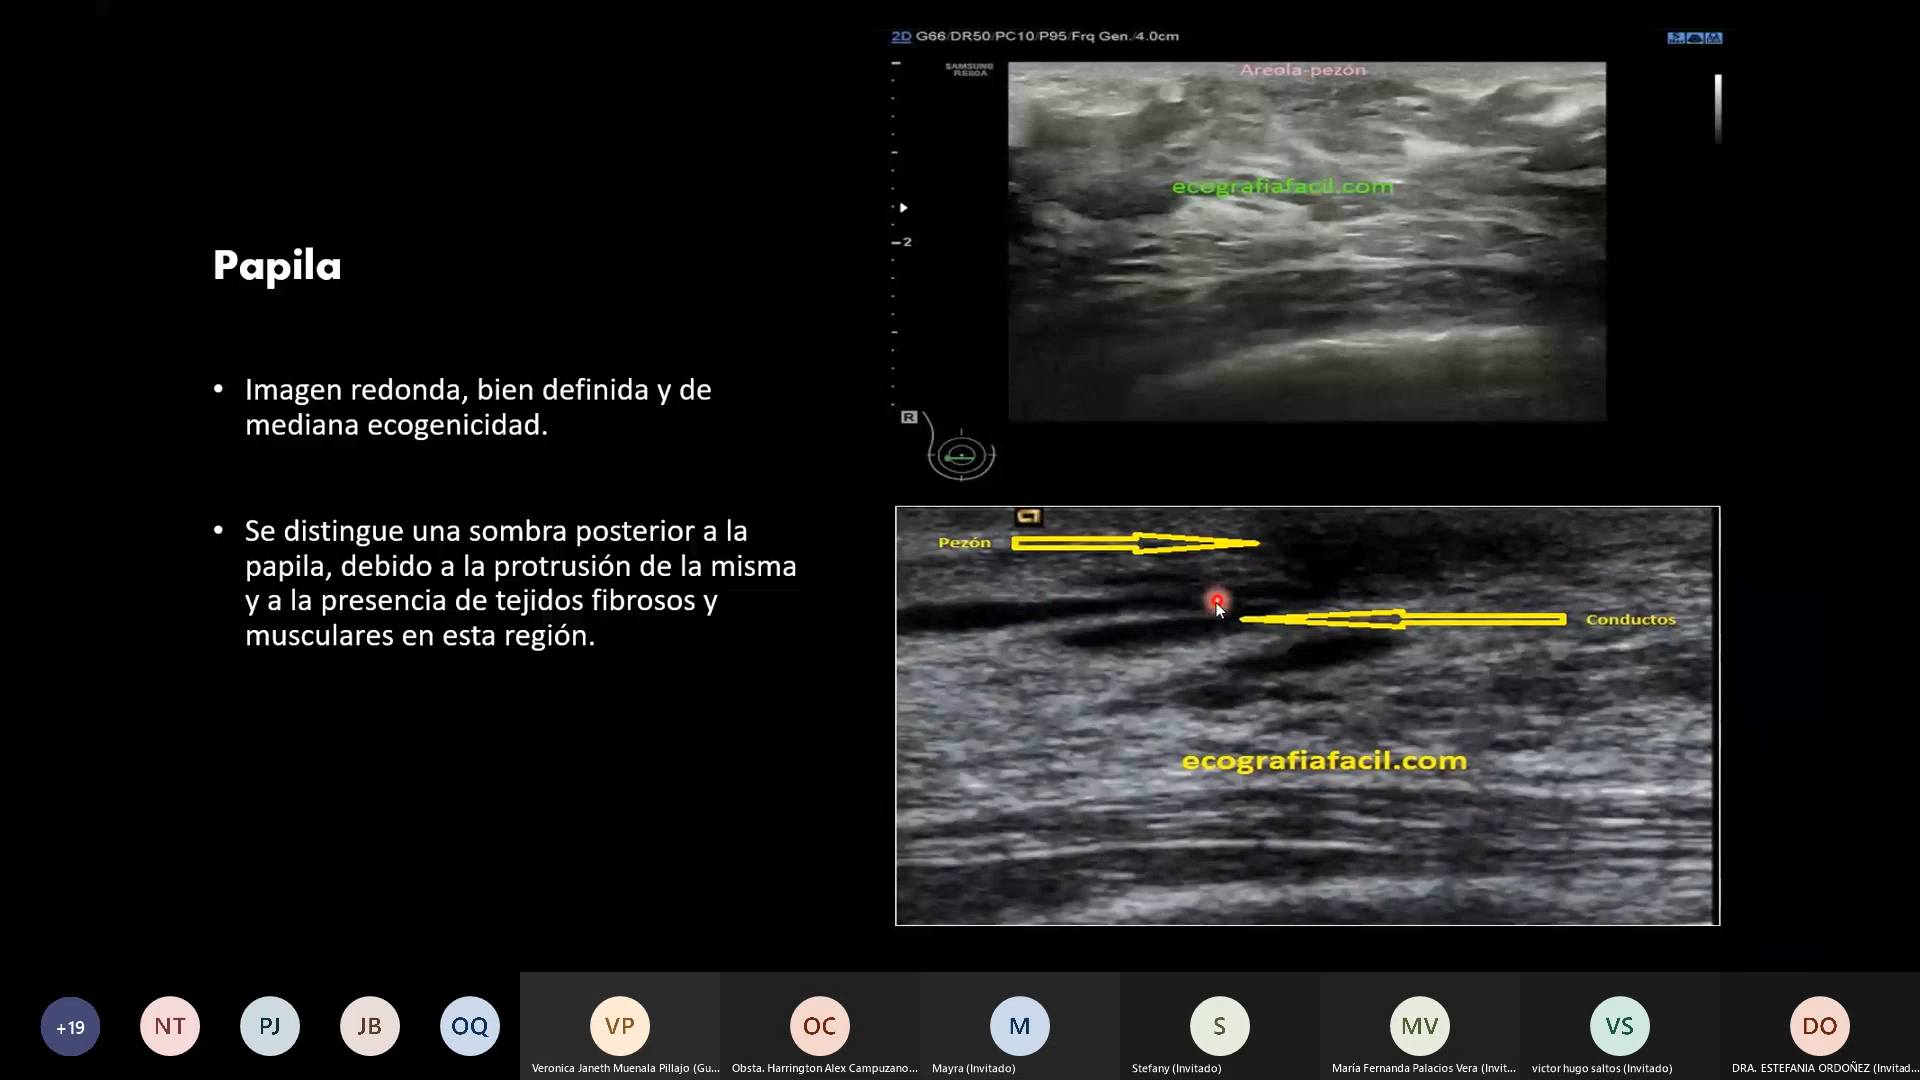 2D G66/DR50/PC10/P95/Frq Gen./4.0cm
SAMSUNG
RS80A
Areola-pezón
ecografiafacil.com
2
R
Papila
• Imagen redonda, bien definida y de
mediana ecogenicidad.
• Se distingue una sombra posterior a la
papila, debido a la protrusión de la misma
y a la presencia de tejidos fibrosos y
musculares en esta región.
Pezón
Conductos
ecografiafacil.com
+19
NT
PJ
JB
OQ
VP
OC
M
S
MV
VS
DO
Veronica Janeth Muenala Pillajo (Gu...
Obsta. Harrington Alex Campuzano...
Mayra (Invitado)
Stefany (Invitado)
María Fernanda Palacios Vera (Invit...
victor hugo saltos (Invitado)
DRA. ESTEFANIA ORDOÑEZ (Invitad...